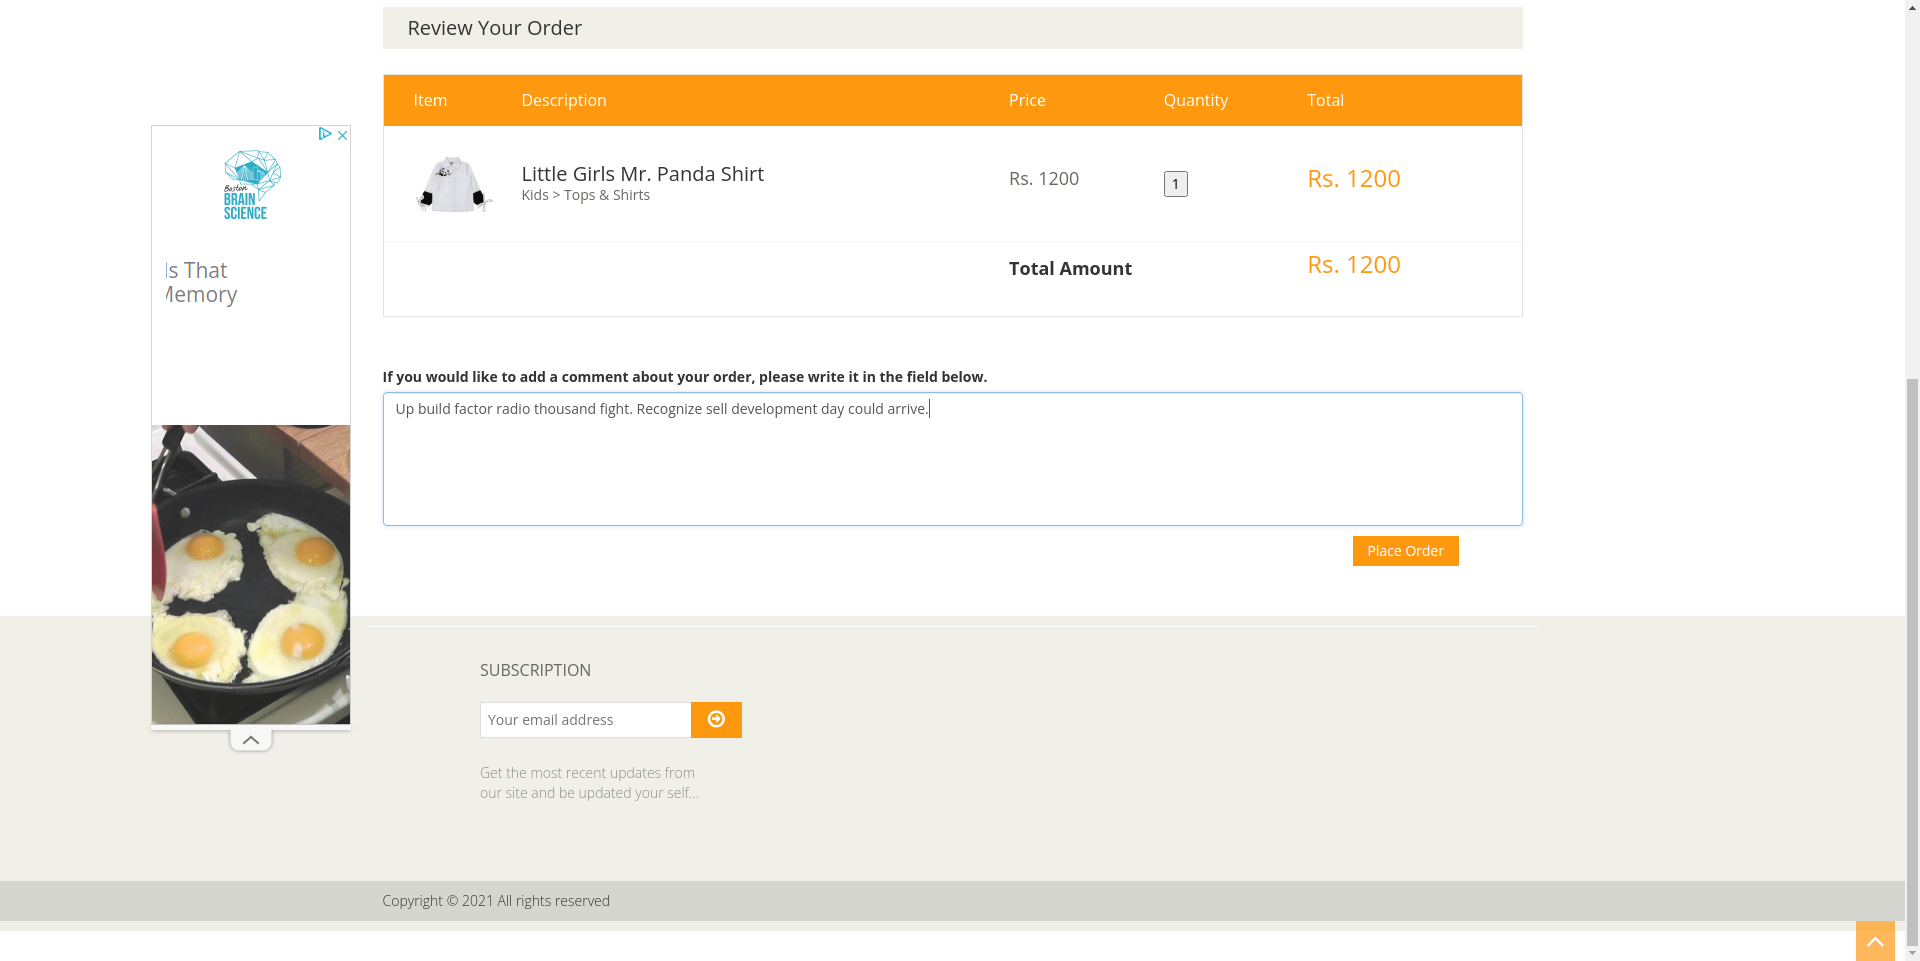 Review Your Order
Item Description Price Quantity Total
Little Girls Mr. Panda Shirt
Kids > Tops & Shirts
Rs. 1200
1
Rs. 1200
Total Amount
Rs. 1200
Boston
BRAIN
SCIENCE
Is That
Memory
If you would like to add a comment about your order, please write it in the field below.
Up build factor radio thousand fight. Recognize sell development day could arrive.
Place Order
SUBSCRIPTION
Your email address
Get the most recent updates from
our site and be updated your self...
Copyright © 2021 All rights reserved